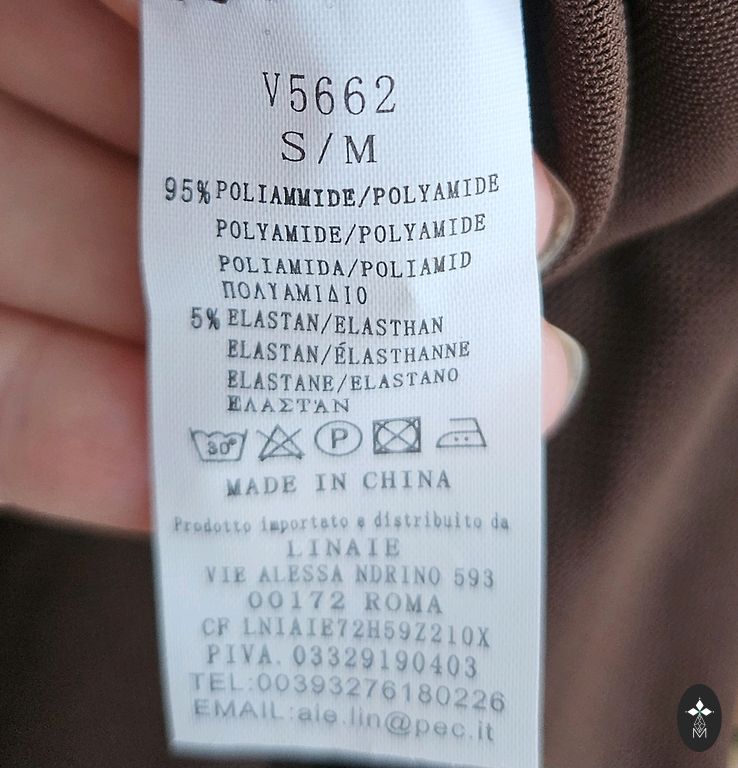 V5662
S/M
95% POLIAMMIDE/POLYAMIDE
POLYAMIDE/POLYAMIDE
POLIAMIDA/POLIAMID
ΠΟΛΥΑΜΙΔΙΟ
5% ELASTAN/ELASTHAN
ELASTAN/ÉLASTHANNE
ELASTANE/ELASTANO
ΕΛΑΣΤΑΝ
30° P
MADE IN CHINA
Prodotto importato e distribuito da
LINAIE
VIE ALESSA NDRINO 593
00172 ROMA
CF LNIAIE72H59Z210X
PIVA. 03329190403
TEL:00393276180226
EMAIL:aie.lin@pec.it
M